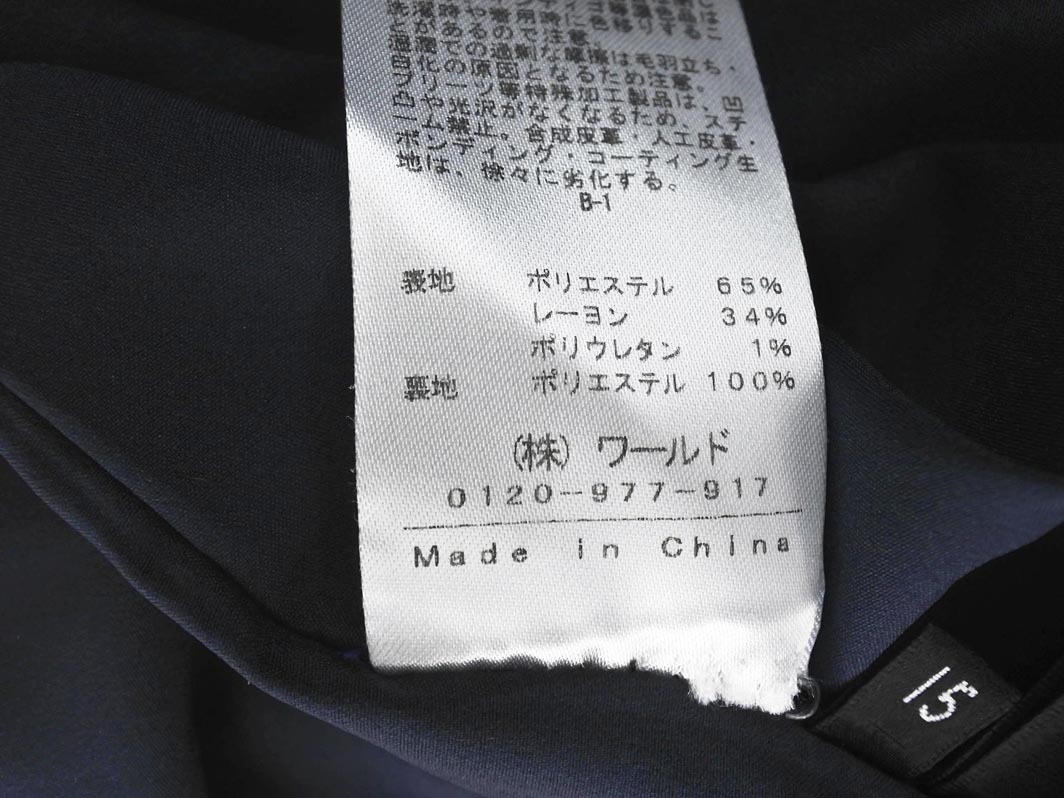 洗濯時や着用時に色移りするこ
とがあるので注意。
湿潤での過剰な摩擦は毛羽立ち・
白化の原因となるため注意。
プリーツ等特殊加工製品は、凹
凸や光沢がなくなるため、スチ
ーム禁止。合成皮革・人工皮革・
ボンディング・コーティング生
地は、徐々に劣化する。
B-1
表地 ポリエステル 65%
レーヨン 34%
ポリウレタン 1%
裏地 ポリエステル 100%
(株) ワールド
0120-977-917
Made in China
15